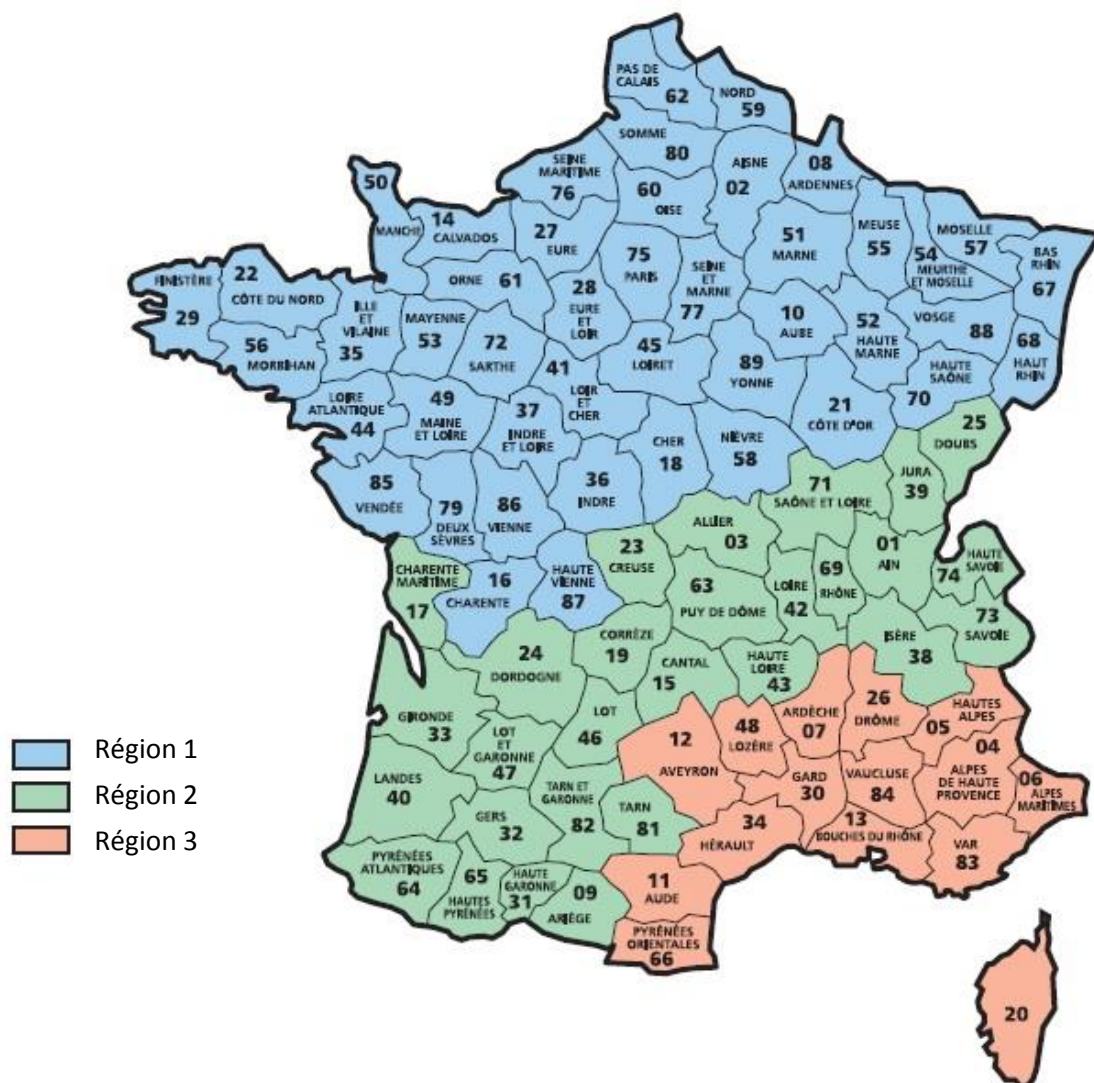 PAS DE
CALAIS
62
NORD
59
SOMME
80
AISNE
02
08
ARDENNES
SEINE
MARITIME
76
60
OISE
50
MANCHE
14
CALVADOS
27
EURE
75
PARIS
SEINE
ET
MARNE
77
51
MARNE
MEUSE
55
54
MEURTHE
ET MOSELLE
MOSELLE
57
BAS
RHIN
67
FINISTÈRE
29
22
CÔTE DU NORD
ORNE
61
28
EURE
ET
LOIR
ILLE
ET
VILAINE
35
MAYENNE
53
56
MORBIHAN
72
SARTHE
41
LOIR
ET
CHER
45
LOIRET
10
AUBE
52
HAUTE
MARNE
VOSGE
88
68
HAUT
RHIN
89
YONNE
HAUTE
SAÔNE
70
LOIRE
ATLANTIQUE
44
49
MAINE
ET LOIRE
37
INDRE
ET LOIRE
CHER
18
NIÈVRE
58
21
CÔTE D'OR
25
DOUBS
85
VENDÉE
79
DEUX
SÈVRES
86
VIENNE
36
INDRE
71
SAÔNE ET LOIRE
JURA
39
ALLIER
03
CHARENTE
MARITIME
17
16
CHARENTE
HAUTE
VIENNE
87
23
CREUSE
63
PUY DE DÔME
LOIRE
42
69
RHÔNE
01
AIN
HAUTE
SAVOIE
74
73
SAVOIE
ISÈRE
38
24
DORDOGNE
CORRÈZE
19
CANTAL
15
HAUTE
LOIRE
43
GIRONDE
33
LOT
46
LOT
ET
GARONNE
47
12
AVEYRON
48
LOZÈRE
ARDÈCHE
07
26
DRÔME
HAUTES
ALPES
05
04
ALPES
DE HAUTE
PROVENCE
06
ALPES
MARITIMES
LANDES
40
TARN ET
GARONNE
82
TARN
81
GARD
30
VAUCLUSE
84
GERS
32
34
HÉRAULT
13
BOUCHES DU RHÔNE
VAR
83
PYRÉNÉES
ATLANTIQUES
64
65
HAUTES
PYRÉNÉES
HAUTE
GARONNE
31
09
ARIÈGE
11
AUDE
PYRÉNÉES
ORIENTALES
66
20
Région 1
Région 2
Région 3